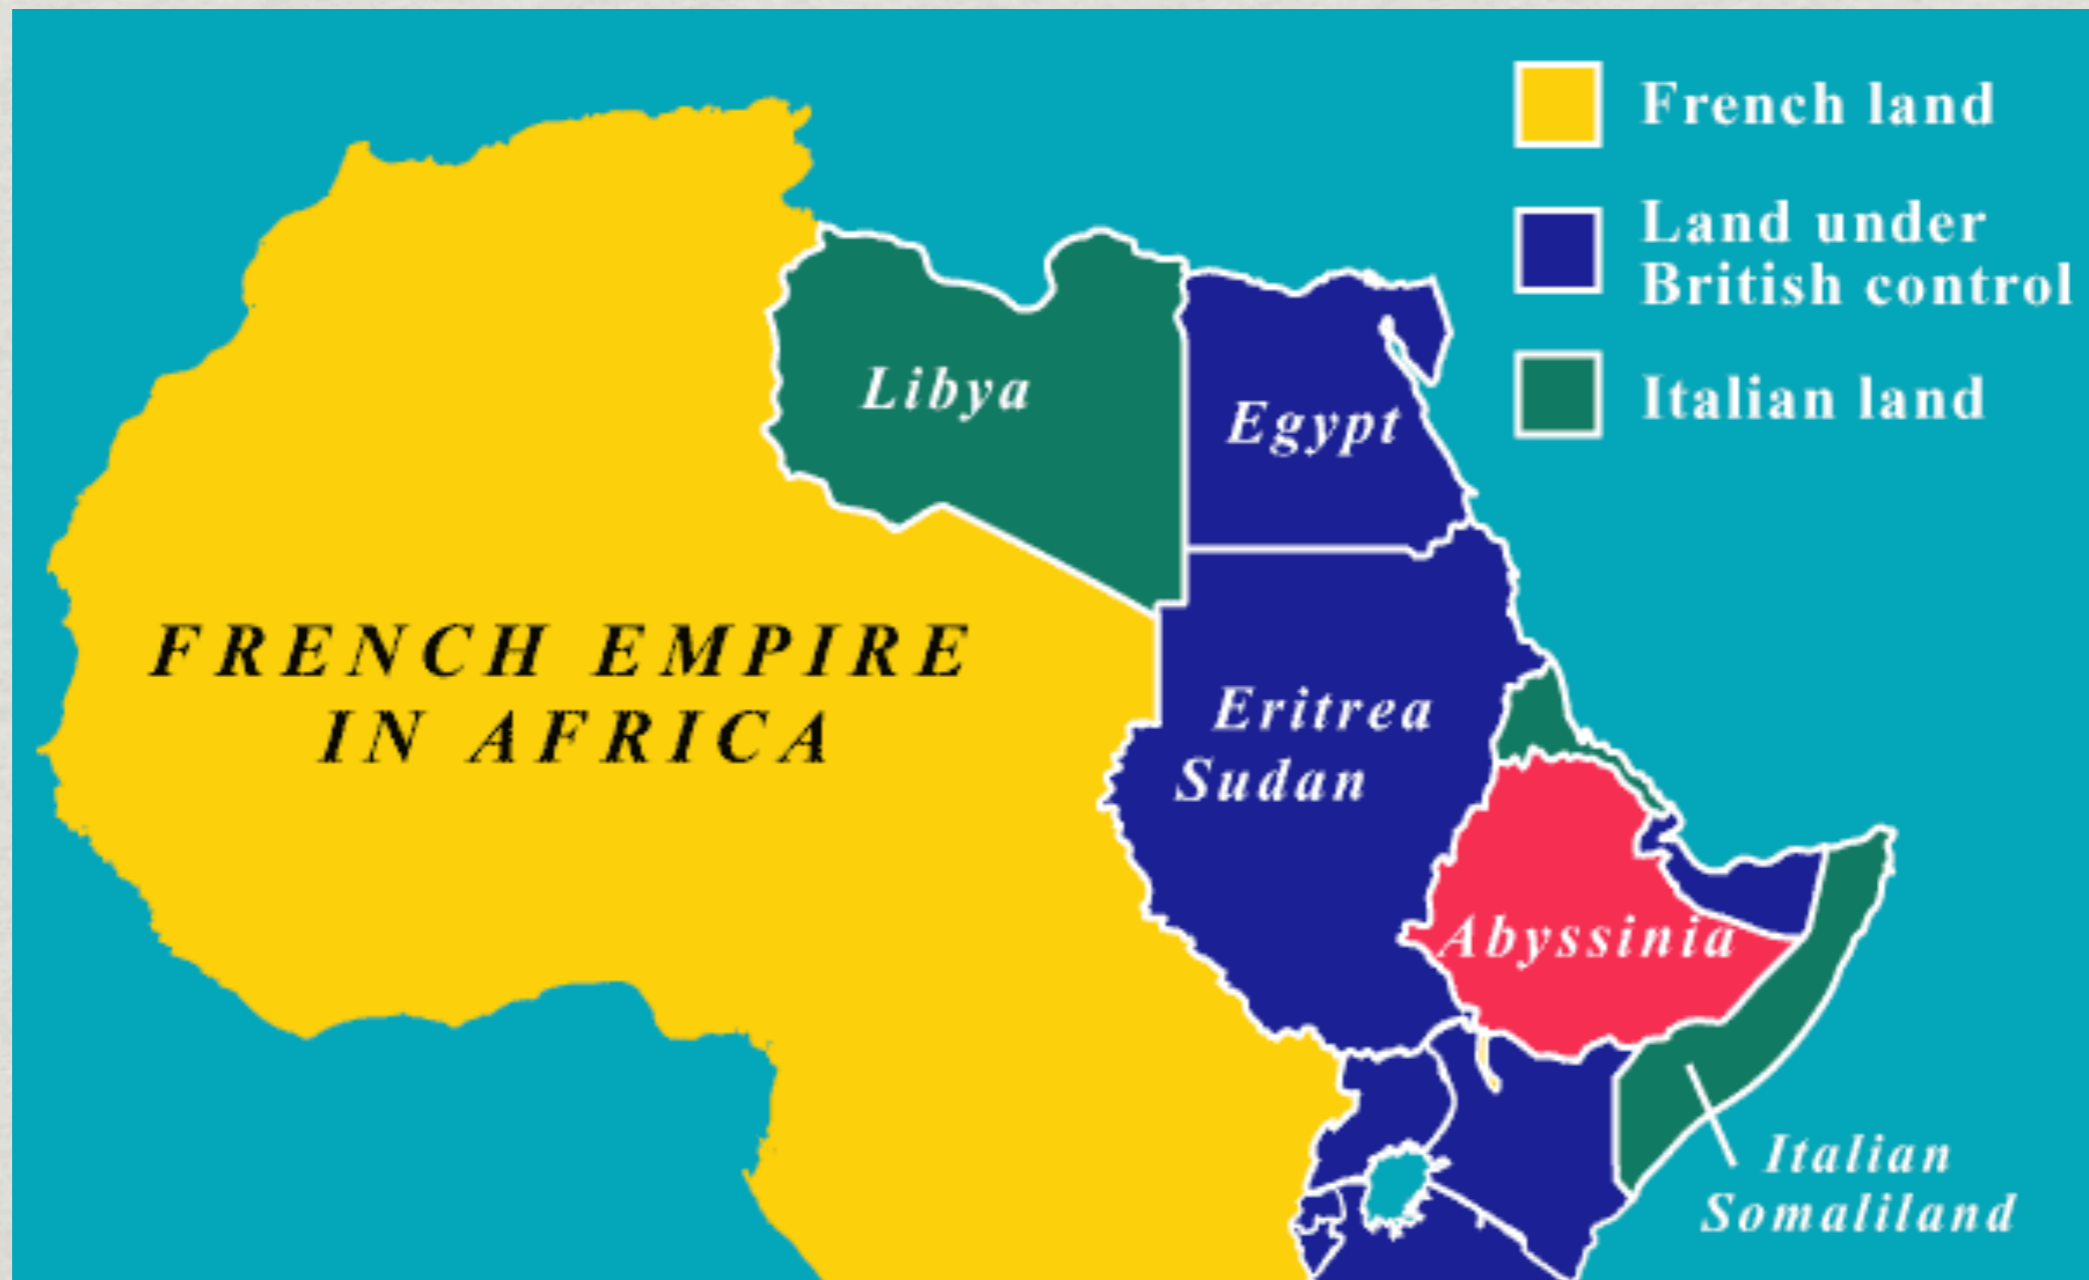 French land
Land under
British control
Italian land
Libya
Egypt
FRENCH EMPIRE
IN AFRICA
Eritrea
Sudan
Abyssinia
Italian
Somaliland